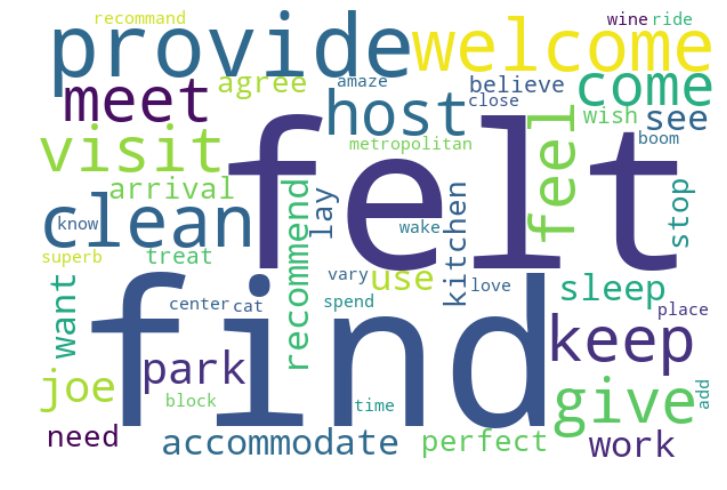 recommand
wine ride
provide
welcome
meet
agree
amaze
believe
come
host
close
wish
see
visit
felt
feel
metropolitan
boom
arrival
clean
know
recommend
lay
wake
kitchen
stop
superb
treat
want
vary
use
love
sleep
find
center
cat
spend
place
keep
park
joe
block
time
give
add
need
accommodate
perfect
work